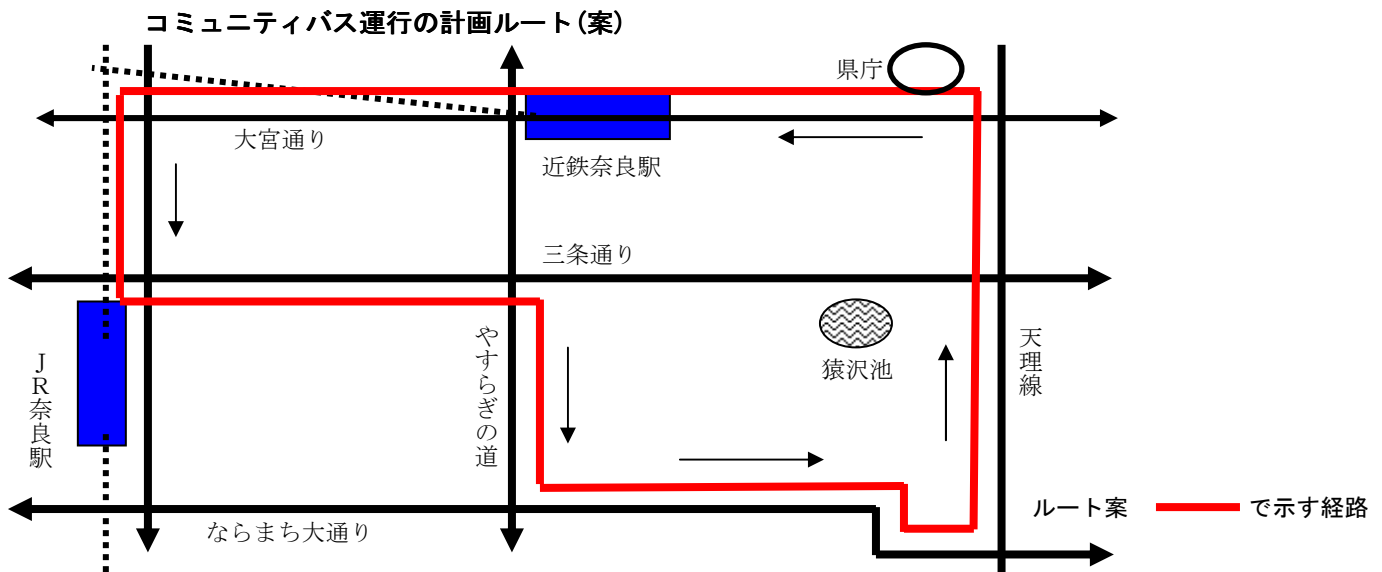 コミュニティバス運行の計画ルート(案)
県庁
大宮通り
近鉄奈良駅
三条通り
JR奈良駅
やすらぎの道
猿沢池
天理線
ルート案
で示す経路
ならまち大通り